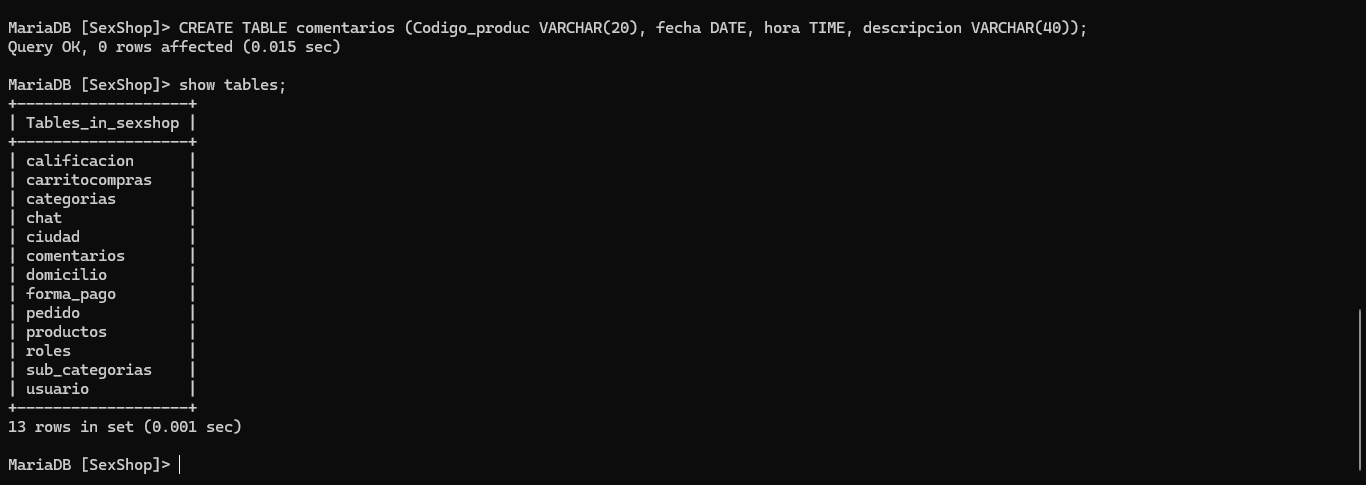 MariaDB [SexShop]> CREATE TABLE comentarios (Codigo_produc VARCHAR(20), fecha DATE, hora TIME, descripcion VARCHAR(40));
Query OK, 0 rows affected (0.015 sec)
MariaDB [SexShop]> show tables;
+-------------------+
| Tables_in_sexshop |
+-------------------+
| calificacion      |
| carritocompras    |
| categorias        |
| chat              |
| ciudad            |
| comentarios       |
| domicilio         |
| forma_pago        |
| pedido            |
| productos         |
| roles             |
| sub_categorias    |
| usuario           |
+-------------------+
13 rows in set (0.001 sec)
MariaDB [SexShop]>